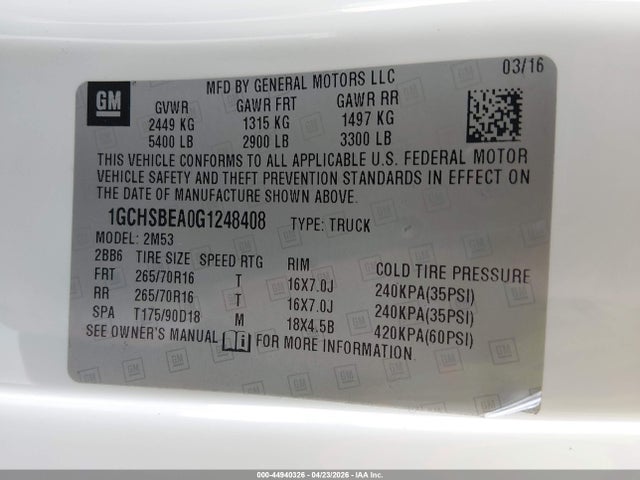 03/16
GM
MFD BY GENERAL MOTORS LLC
GVWR GAWR FRT GAWR RR
2449 KG 1315 KG 1497 KG
5400 LB 2900 LB 3300 LB
THIS VEHICLE CONFORMS TO ALL APPLICABLE U.S. FEDERAL MOTOR
VEHICLE SAFETY AND THEFT PREVENTION STANDARDS IN EFFECT ON
THE DATE OF MANUFACTURE SHOWN ABOVE.
1GCHSBEA0G1248408 TYPE: TRUCK
MODEL: 2M53
2BB6 TIRE SIZE SPEED RTG RIM COLD TIRE PRESSURE
FRT 265/70R16 T 16X7.0J 240KPA(35PSI)
RR 265/70R16 T 16X7.0J 240KPA(35PSI)
SPA T175/90D18 M 18X4.5B 420KPA(60PSI)
SEE OWNER'S MANUAL FOR MORE INFORMATION.
000-44940326 - 04/23/2026 - IAA Inc.